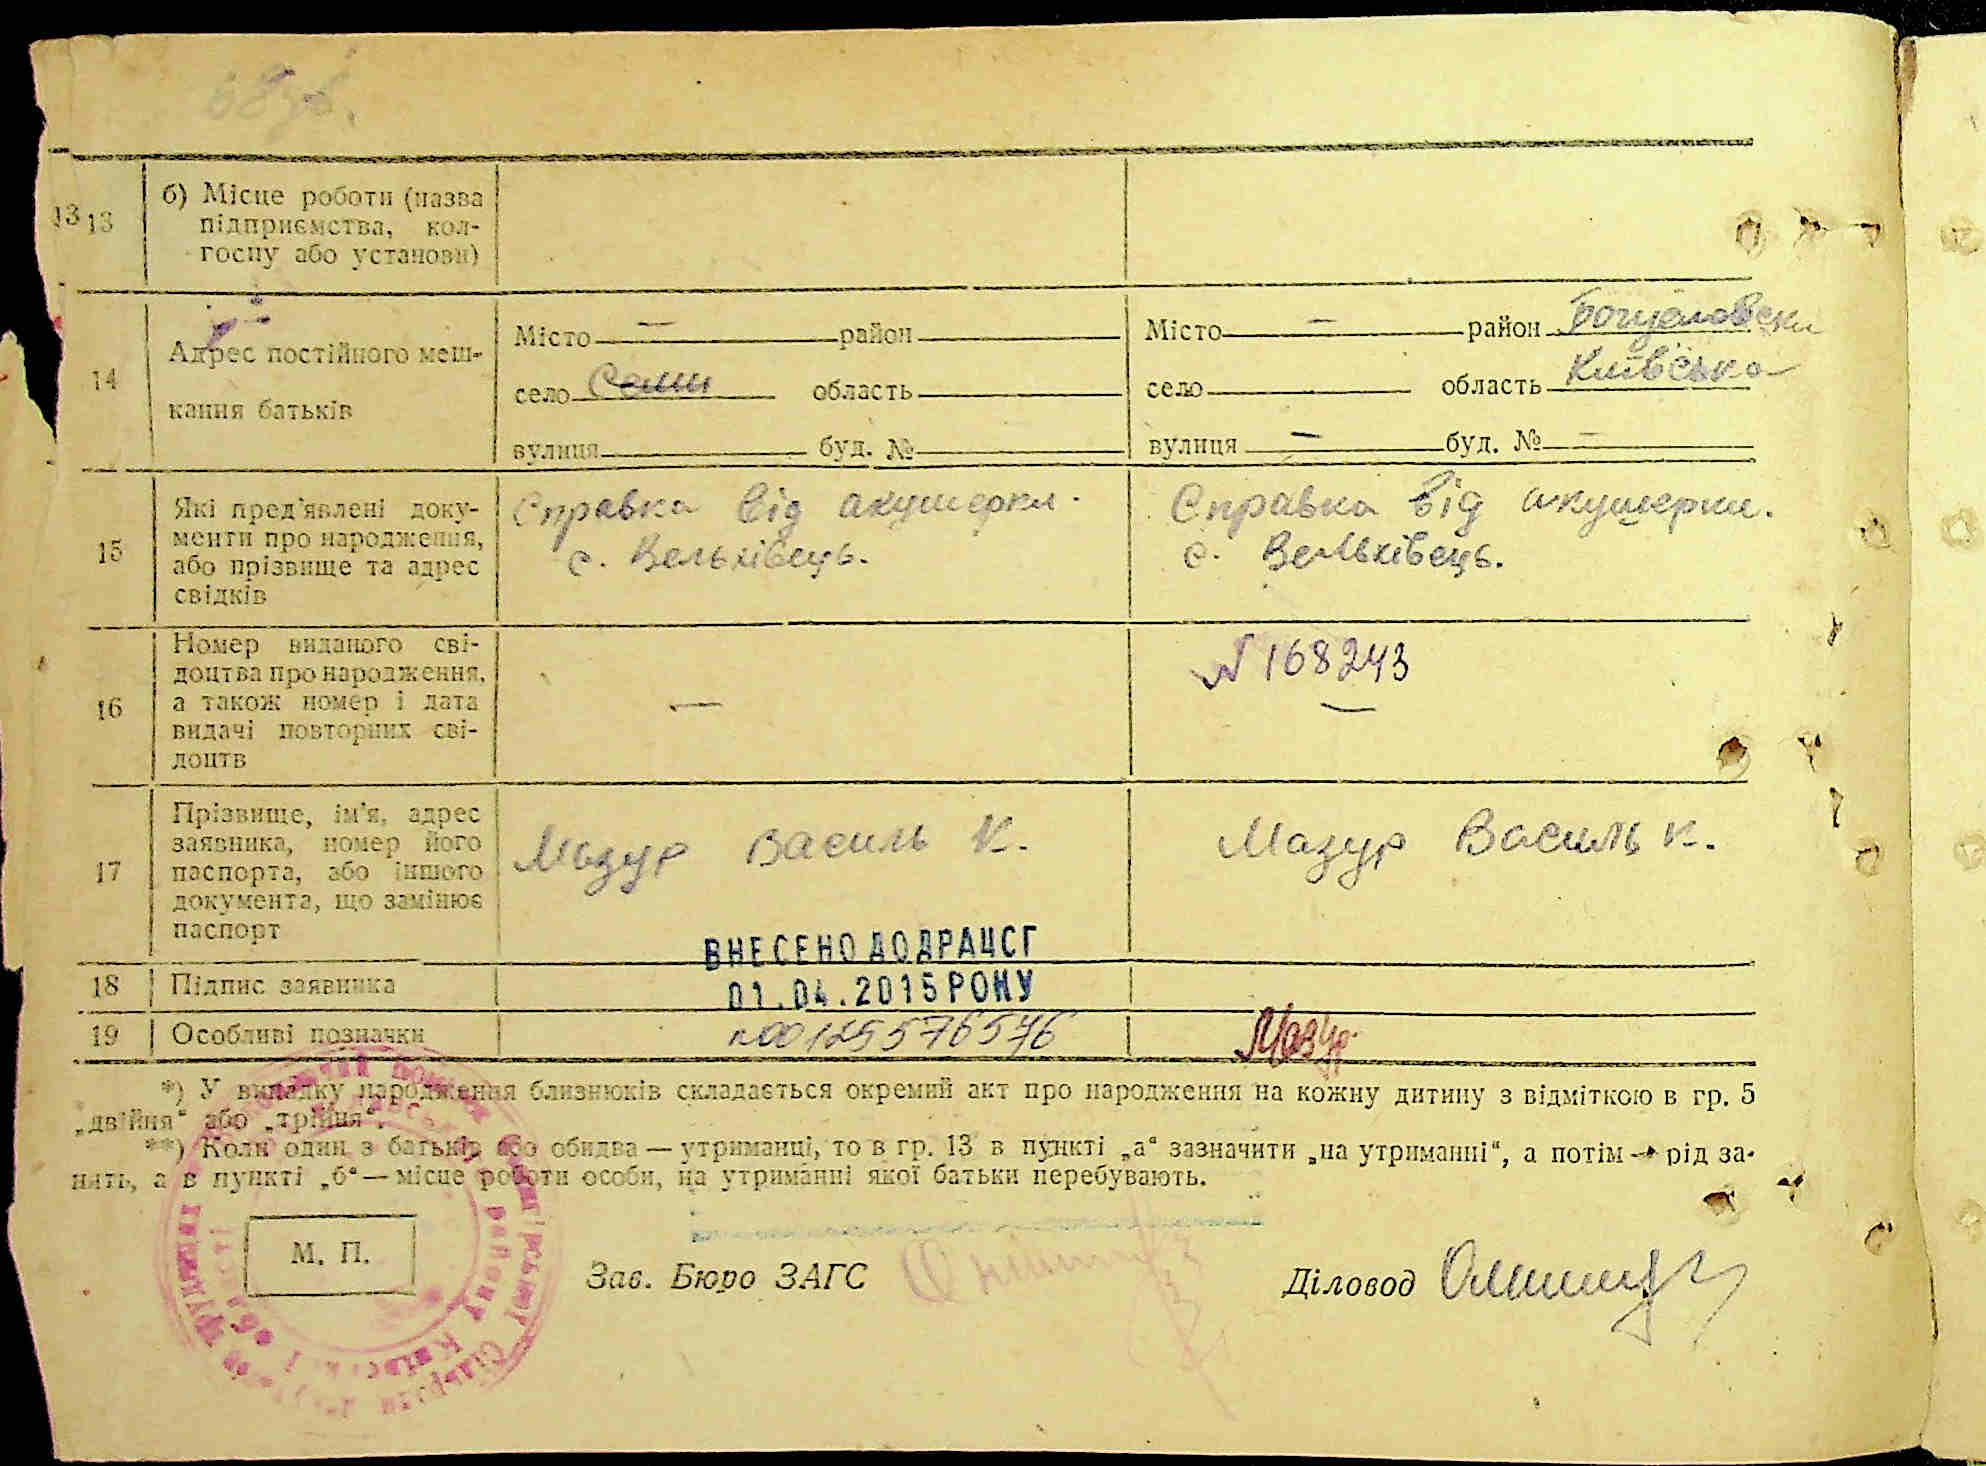 13 13
б) Місце роботи (назва
підприємства, кол-
госпу або установи)
14
Адрес постійного меш-
кання батьків
Місто — район
село Семи область
вулиця буд. №
Місто — район
село область Київська
вулиця — буд. № —
15
Які пред'явлені доку-
менти про народження,
або прізвище та адрес
свідків
Справка від акушерки.
с. Вельхівець.
Справка від акушерки.
с. Вельхівець.
16
Номер виданого сві-
доцтва про народження,
а також номер і дата
видачі повторних сві-
доцтв
—
N 168243
—
17
Прізвище, ім'я, адрес
заявника, номер його
паспорта, або іншого
документа, що замінює
паспорт
Мазур Василь К.
Мазур Василь К.
ВНЕСЕНО ДО ДРАЦСГ
18
Підпис заявника
01.04.2015 РОКУ
19
Особливі позначки
00125576576
Мазур
*) У випадку народження близнюків складається окремий акт про народження на кожну дитину з відміткою в гр. 5
„двійня“ або „трійня“.
**) Коли один з батьків або обидва — утриманці, то в гр. 13 в пункті „а“ зазначити „на утриманні“, а потім — рід за-
нять, а в пункті „б“ — місце роботи особи, на утриманні якої батьки перебувають.
М. П.
Зав. Бюро ЗАГС
Діловод